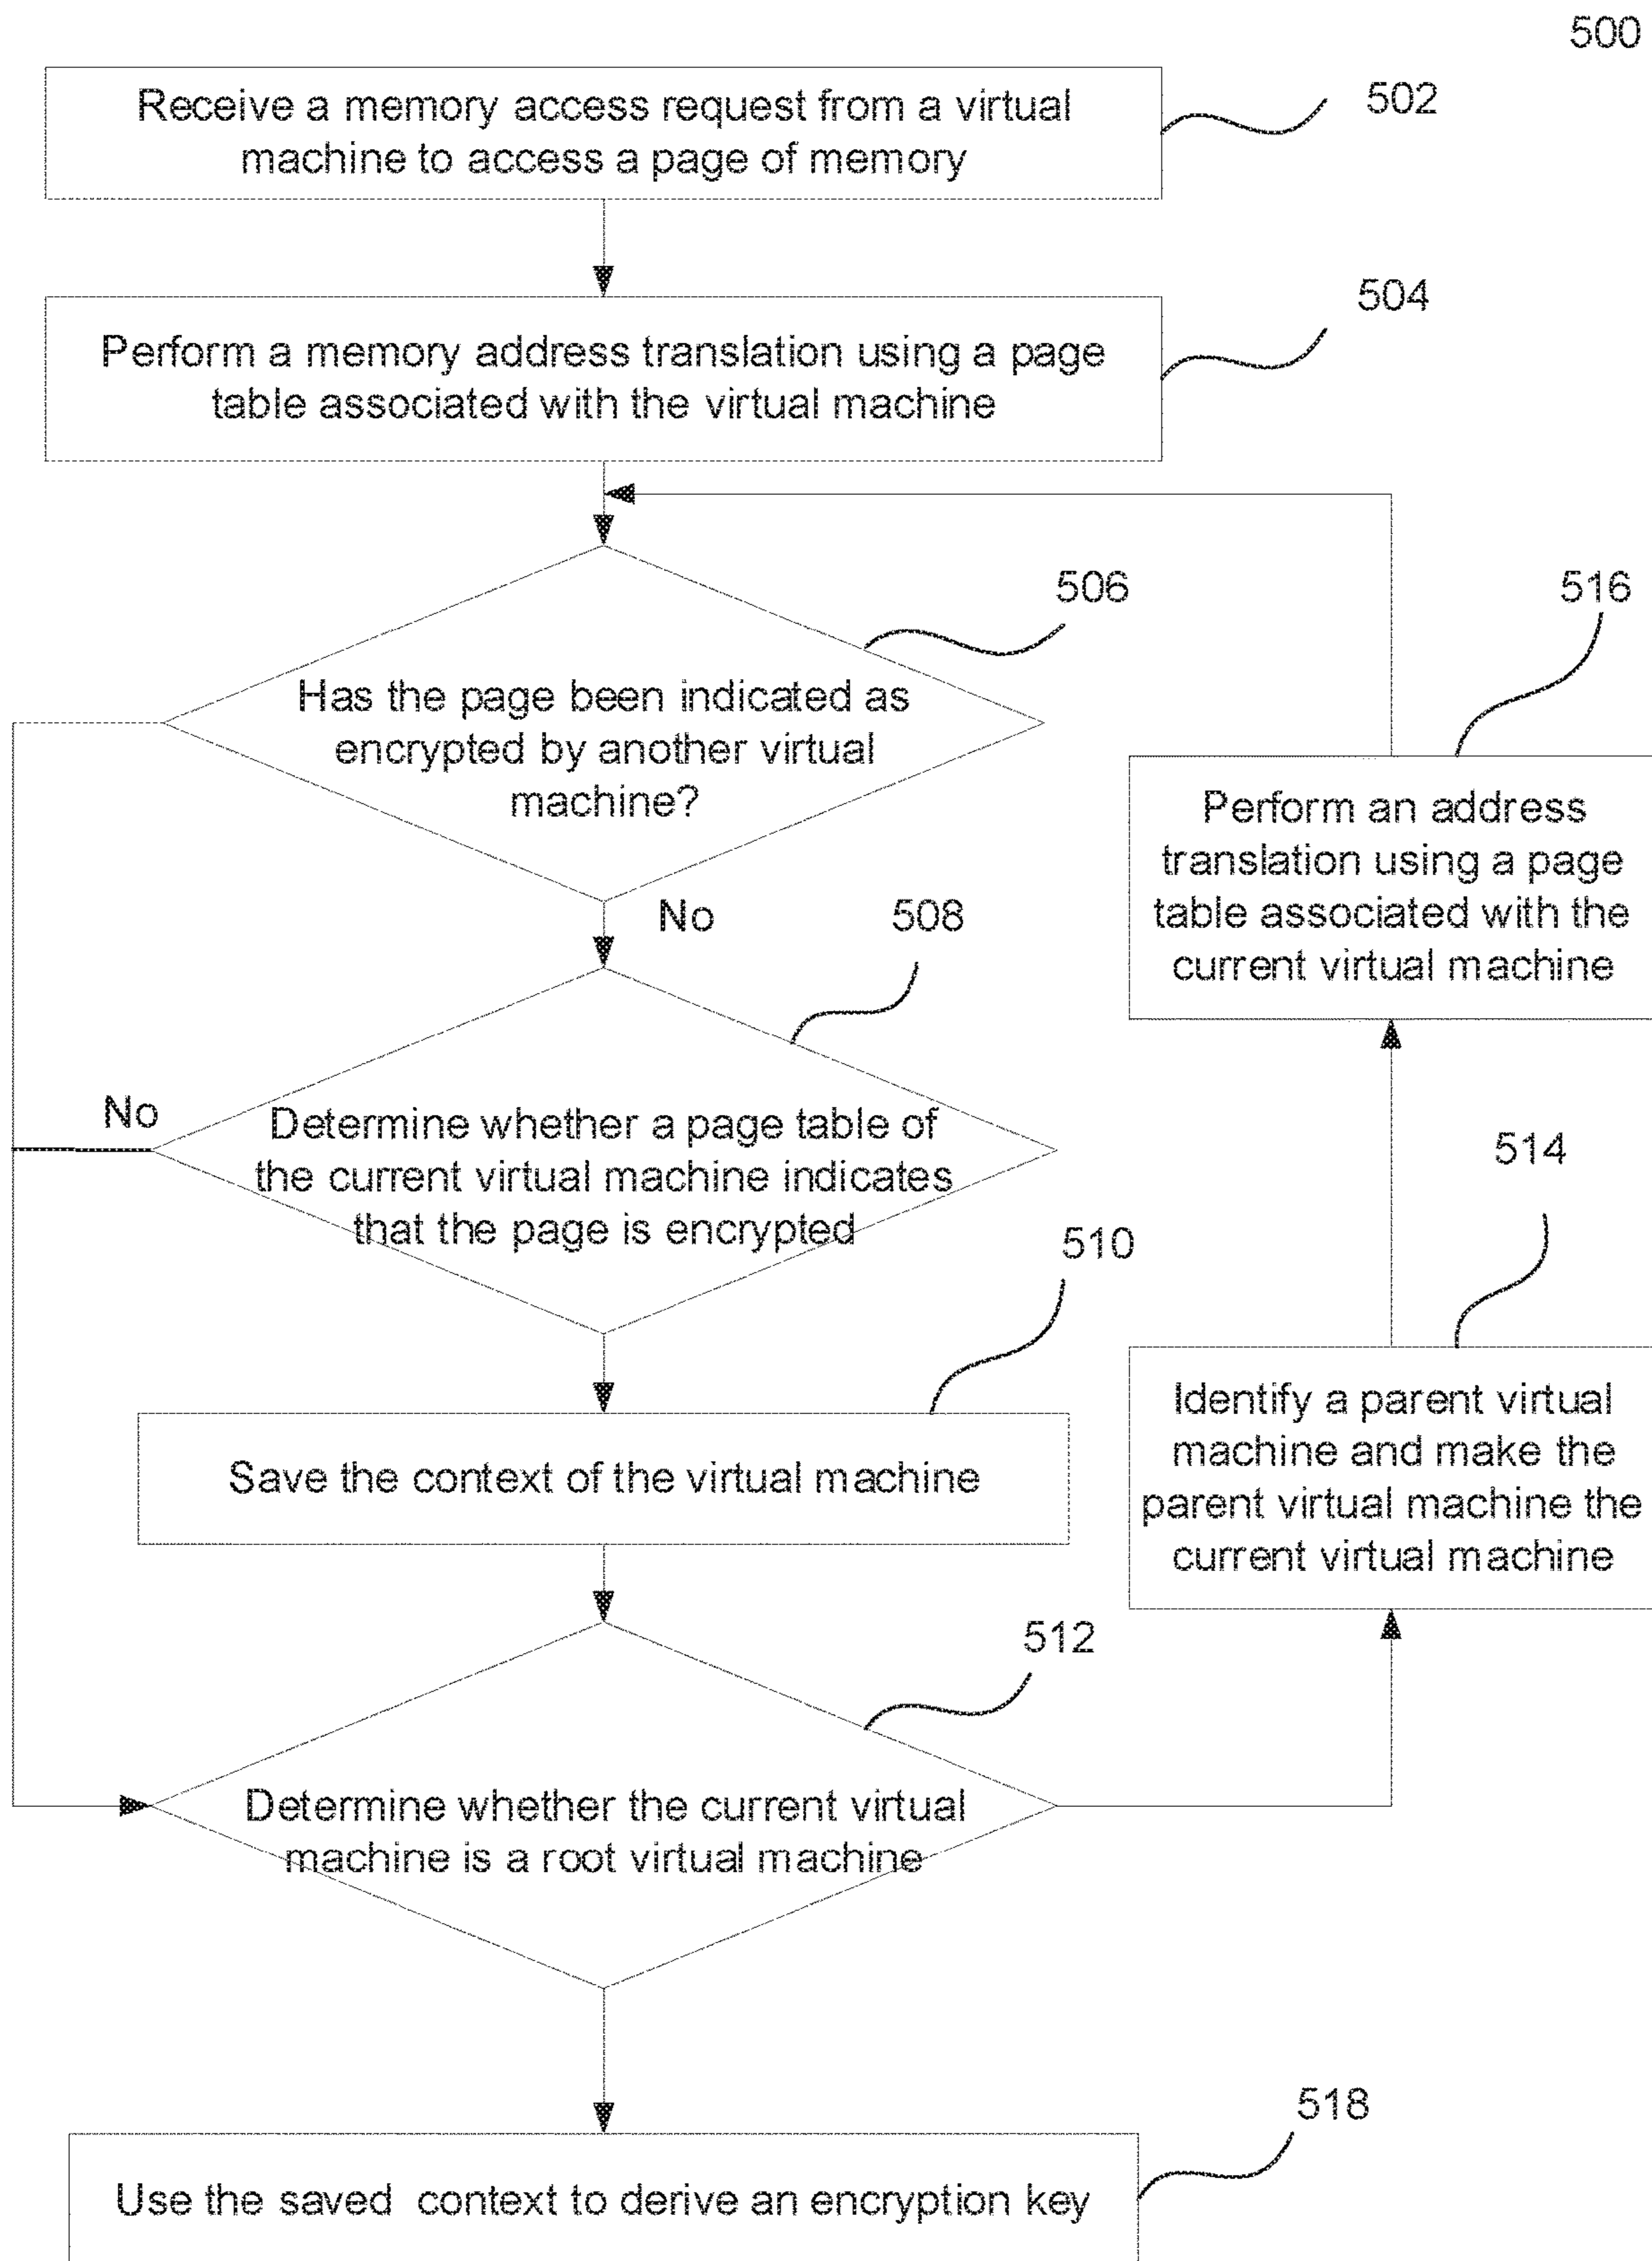 500
Receive a memory access request from a virtual
machine to access a page of memory
502
504
Perform a memory address translation using a page
table associated with the virtual machine
506
516
Has the page been indicated as
encrypted by another virtual
machine?
Perform an address
translation using a page
table associated with the
current virtual machine
No
508
No
Determine whether a page table of
the current virtual machine indicates
that the page is encrypted
514
510
Identify a parent virtual
machine and make the
parent virtual machine the
current virtual machine
Save the context of the virtual machine
512
Determine whether the current virtual
machine is a root virtual machine
518
Use the saved context to derive an encryption key